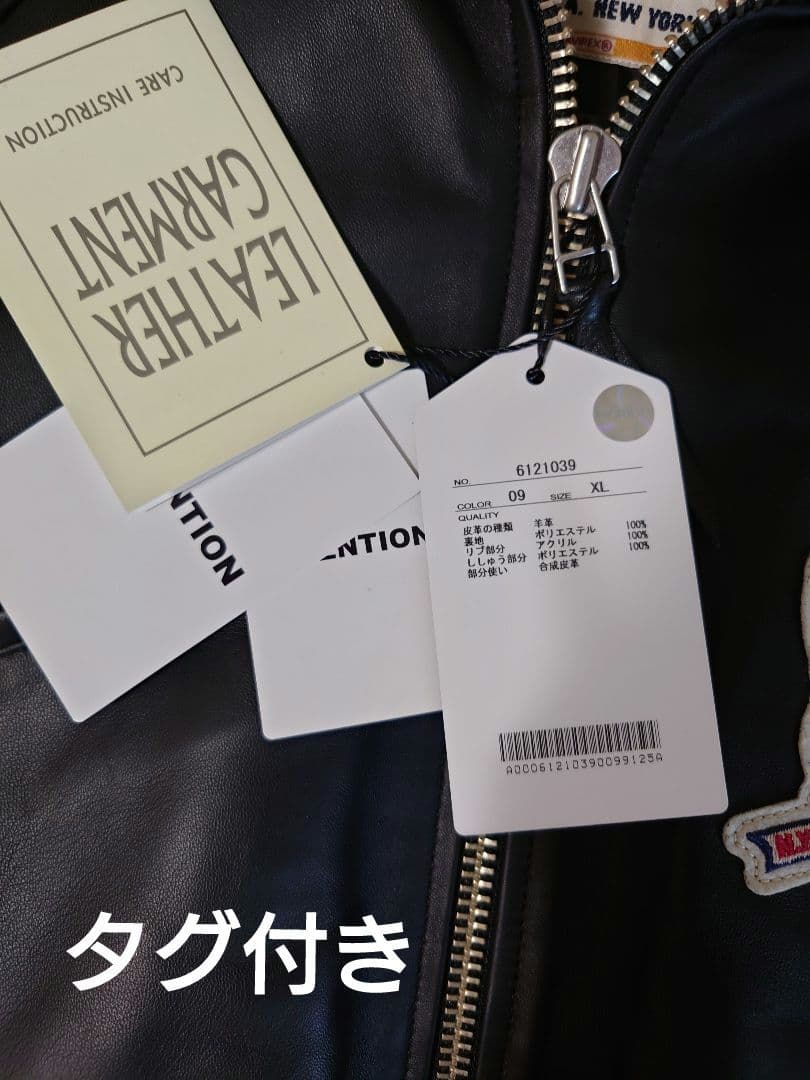 . NEW YOR
AVIREX®
CARE INSTRUCTION
LEATHER
GARMENT
NTION
ENTION
NO. 6121039
COLOR 09 SIZE XL
QUALITY
皮革の種類 羊革
裏地 ポリエステル 100%
リブ部分 アクリル 100%
ししゅう部分 ポリエステル 100%
部分使い 合成皮革
A00061210390099125A
N.Y
タグ付き